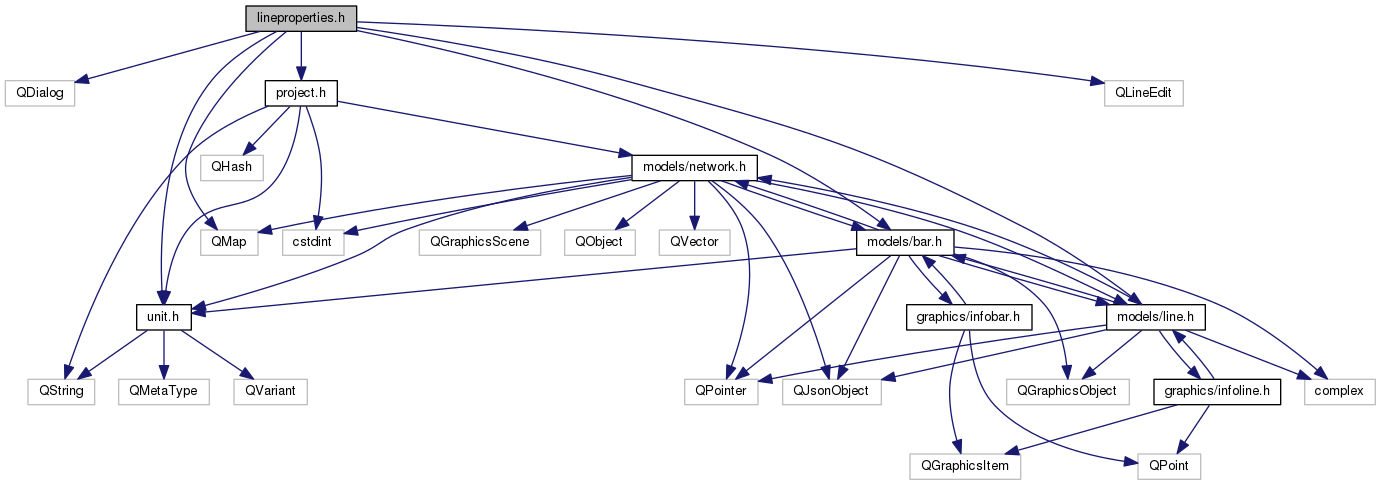 lineproperties.h
QDialog
project.h
QLineEdit
QHash
models/network.h
QMap
cstdint
QGraphicsScene
QObject
QVector
models/bar.h
unit.h
graphics/infobar.h
models/line.h
QString
QMetaType
QVariant
QPointer
QJsonObject
QGraphicsObject
graphics/infoline.h
complex
QGraphicsItem
QPoint